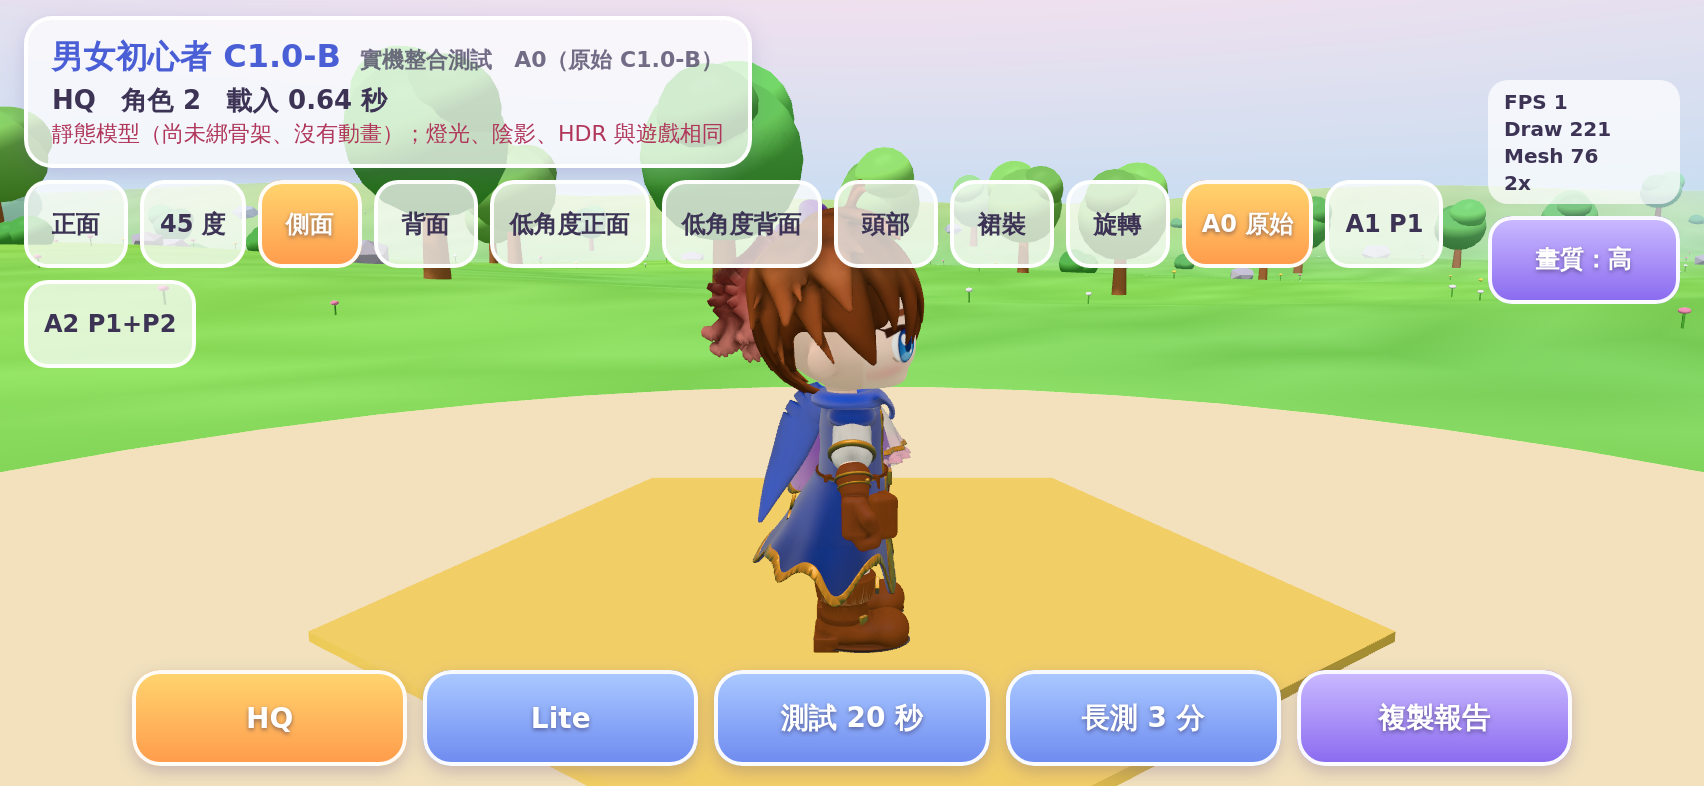 男女初心者 C1.0-B 實機整合測試 A0（原始 C1.0-B）
HQ 角色 2 載入 0.64 秒
靜態模型（尚未綁骨架、沒有動畫）；燈光、陰影、HDR 與遊戲相同
FPS 1
Draw 221
Mesh 76
2x
正面
45 度
側面
背面
低角度正面
低角度背面
頭部
裙裝
旋轉
A0 原始
A1 P1
畫質：高
A2 P1+P2
HQ
Lite
測試 20 秒
長測 3 分
複製報告